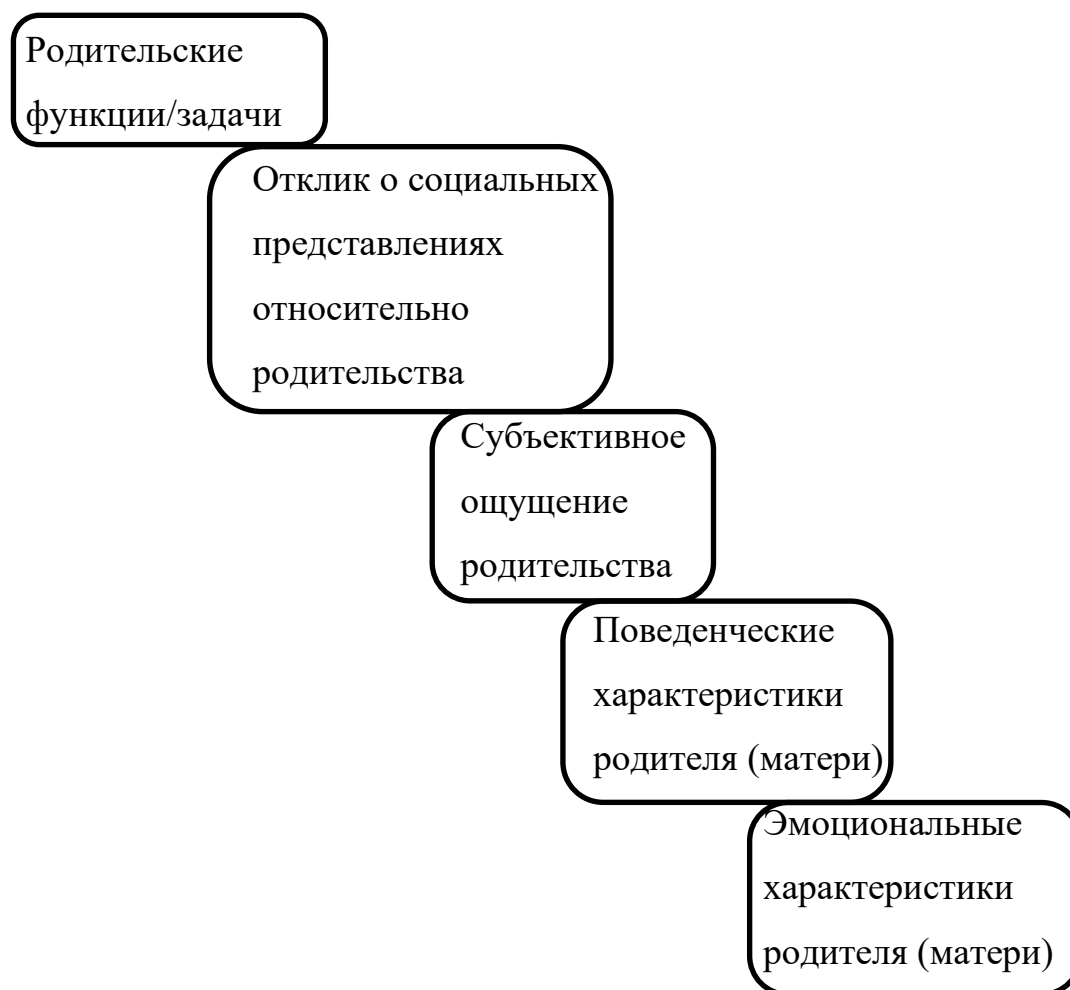 Родительские
функции/задачи
Отклик о социальных
представлениях
относительно
родительства
Субъективное
ощущение
родительства
Поведенческие
характеристики
родителя (матери)
Эмоциональные
характеристики
родителя (матери)